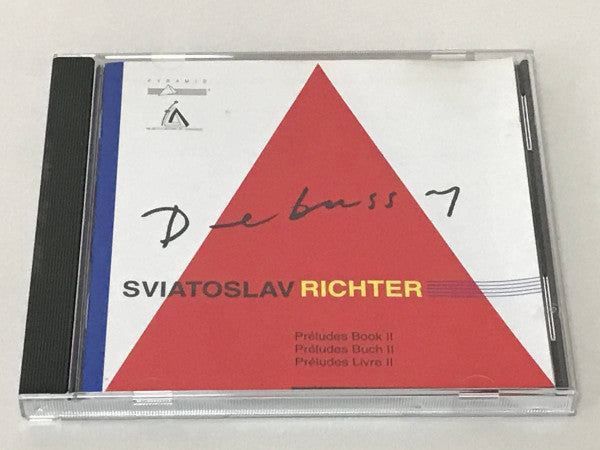 PYRAMID
Debussy
SVIATOSLAV RICHTER
Préludes Book II
Préludes Buch II
Préludes Livre II